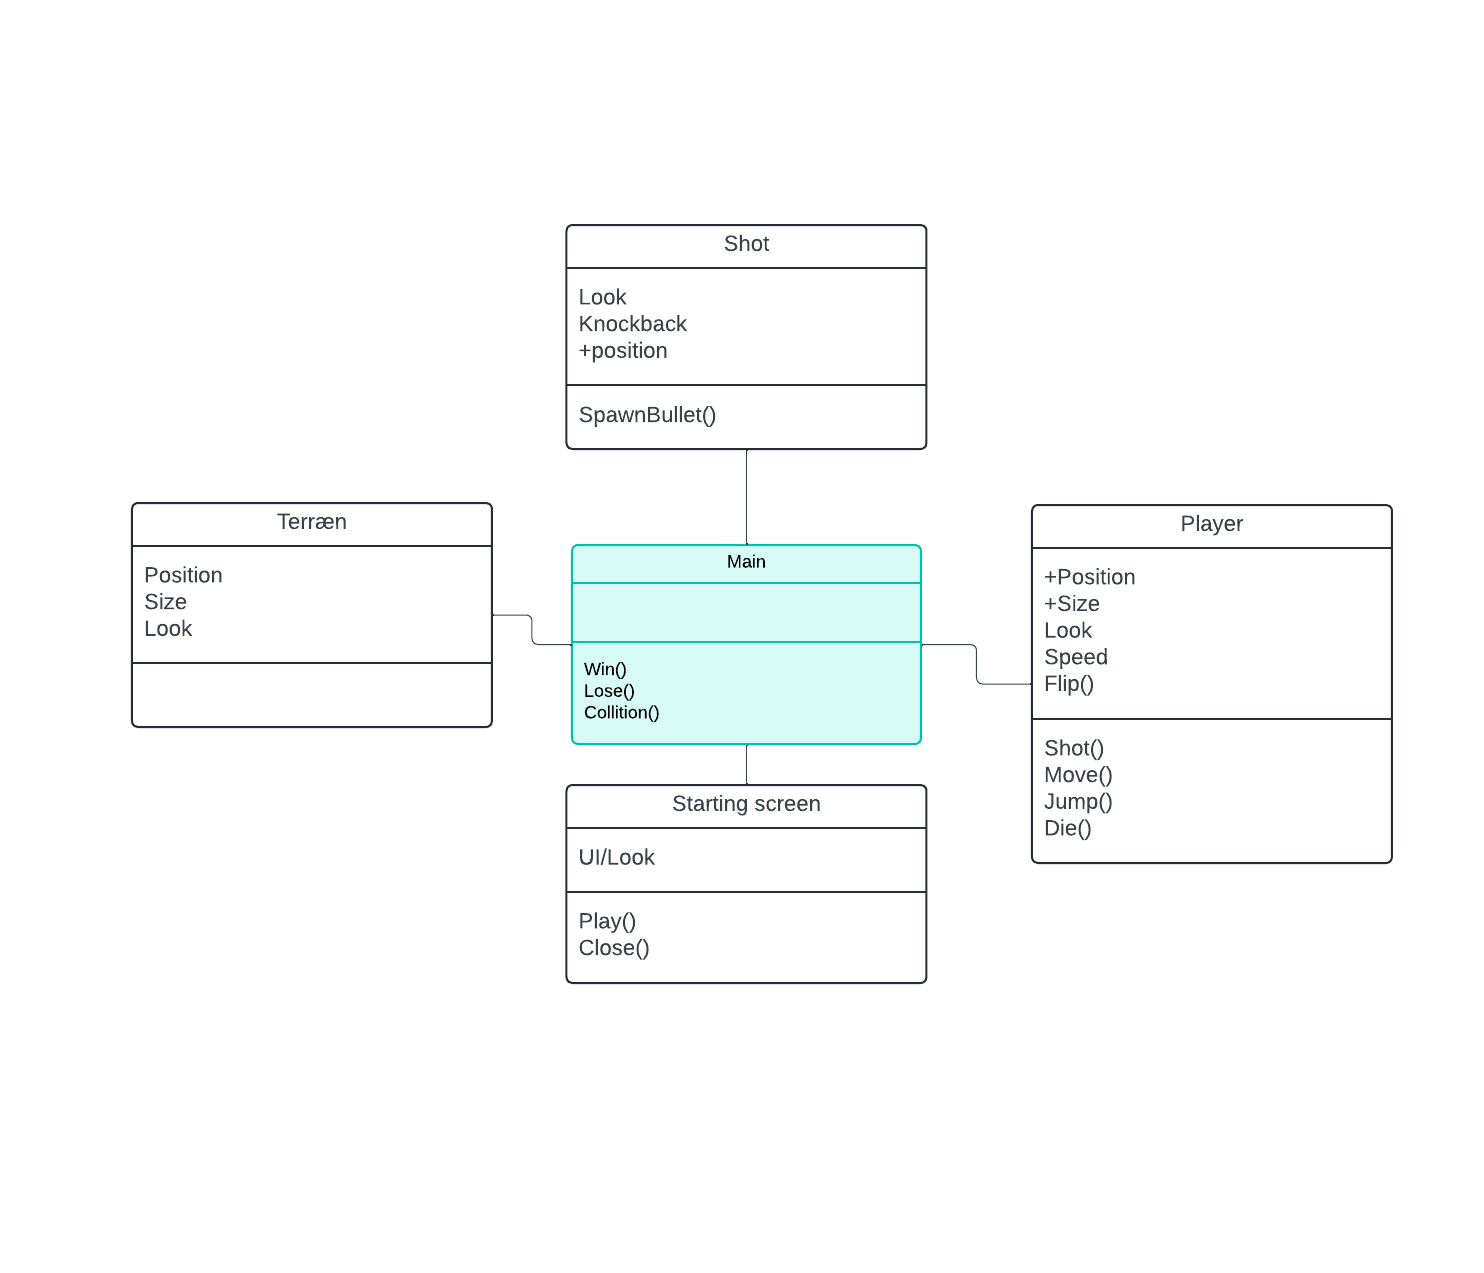 Shot
Look
Knockback
+position
SpawnBullet()
Terræn
Position
Size
Look
Main
Win()
Lose()
Collition()
Player
+Position
+Size
Look
Speed
Flip()
Shot()
Move()
Jump()
Die()
Starting screen
UI/Look
Play()
Close()